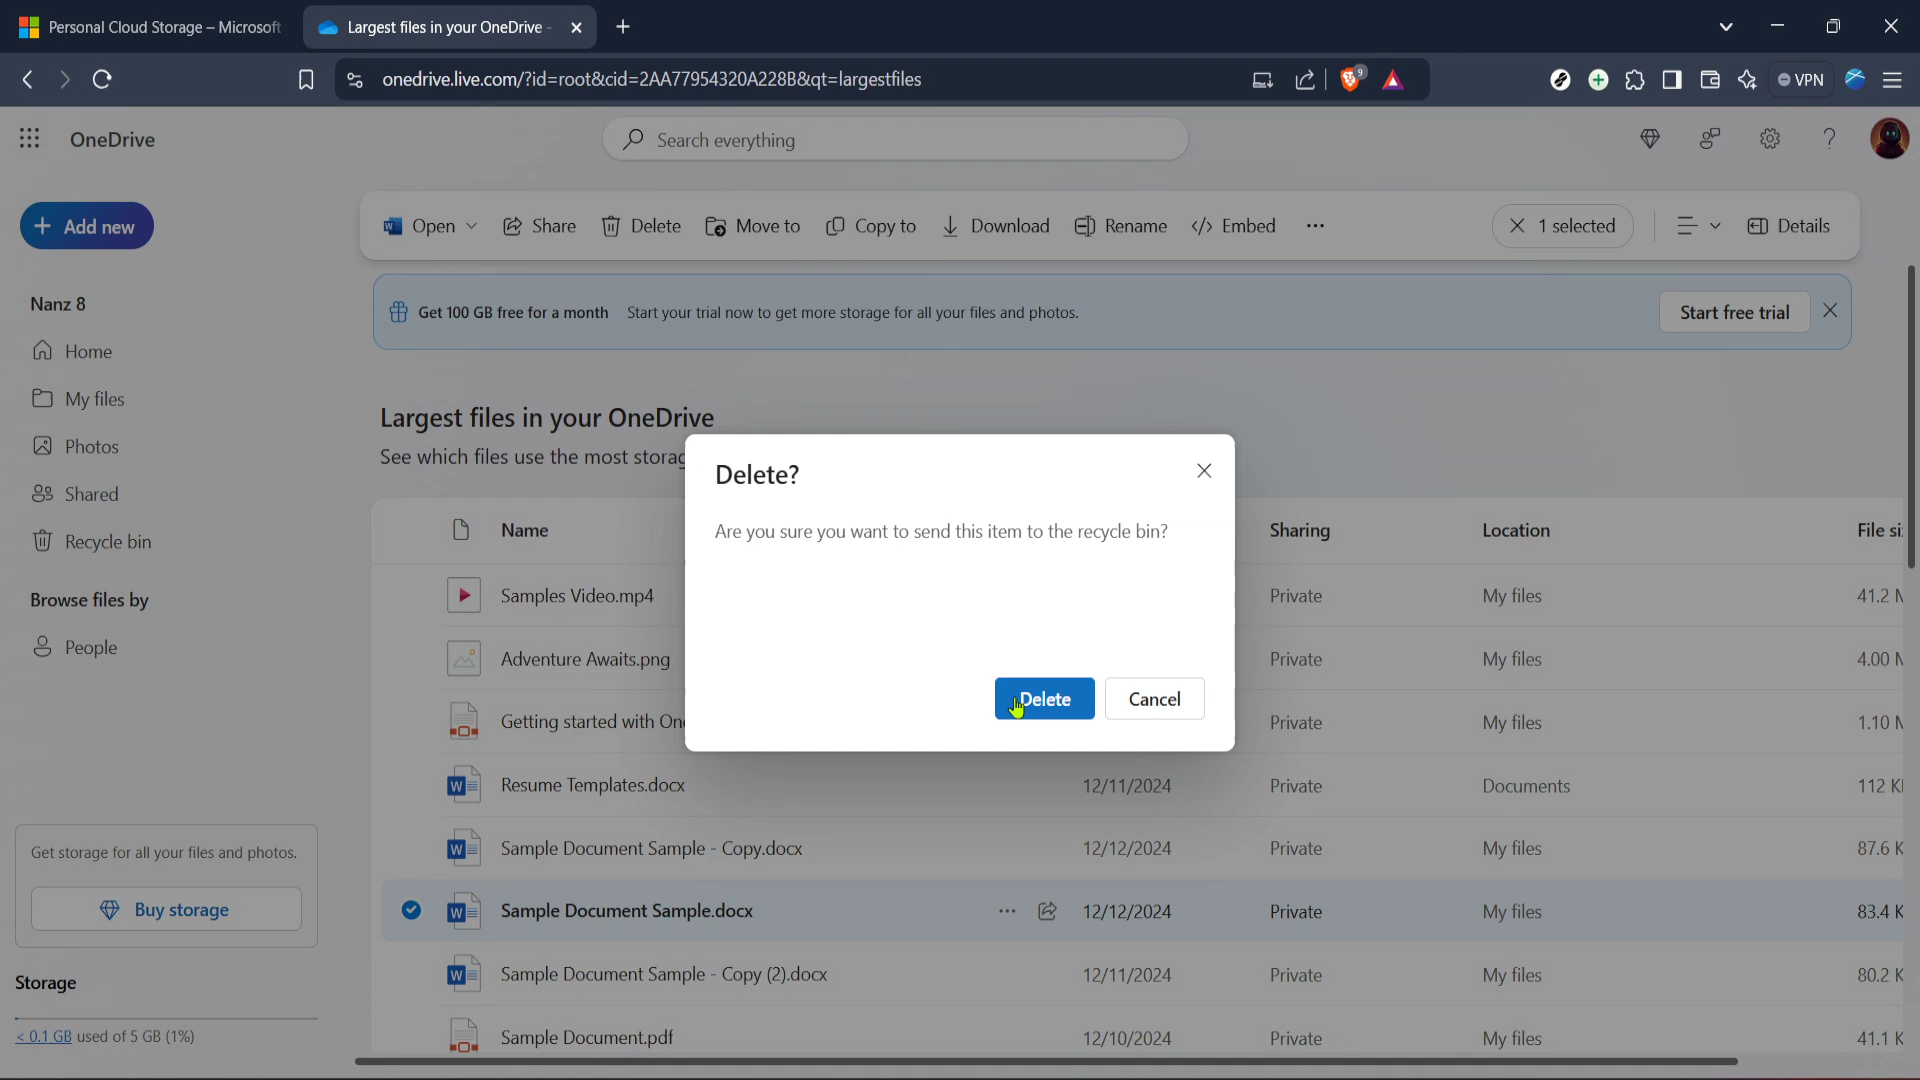 Personal Cloud Storage – Microsoft
Largest files in your OneDrive -
onedrive.live.com/?id=root&cid=2AA77954320A228B&qt=largestfiles
9
VPN
OneDrive
Search everything
Add new
Open
Share
Delete
Move to
Copy to
Download
Rename
Embed
1 selected
Details
Get 100 GB free for a month Start your trial now to get more storage for all your files and photos.
Start free trial
Nanz 8
Home
My files
Photos
Shared
Recycle bin
Browse files by
People
Get storage for all your files and photos.
Buy storage
Storage
< 0.1 GB used of 5 GB (1%)
Largest files in your OneDrive
See which files use the most storag
Name Sharing Location File si
Samples Video.mp4 Private My files 41.2 M
Adventure Awaits.png Private My files 4.00 M
Getting started with One Private My files 1.10 M
Resume Templates.docx 12/11/2024 Private Documents 112 K
Sample Document Sample - Copy.docx 12/12/2024 Private My files 87.6 K
Sample Document Sample.docx 12/12/2024 Private My files 83.4 K
Sample Document Sample - Copy (2).docx 12/11/2024 Private My files 80.2 K
Sample Document.pdf 12/10/2024 Private My files 41.1 K
Delete?
Are you sure you want to send this item to the recycle bin?
Delete
Cancel